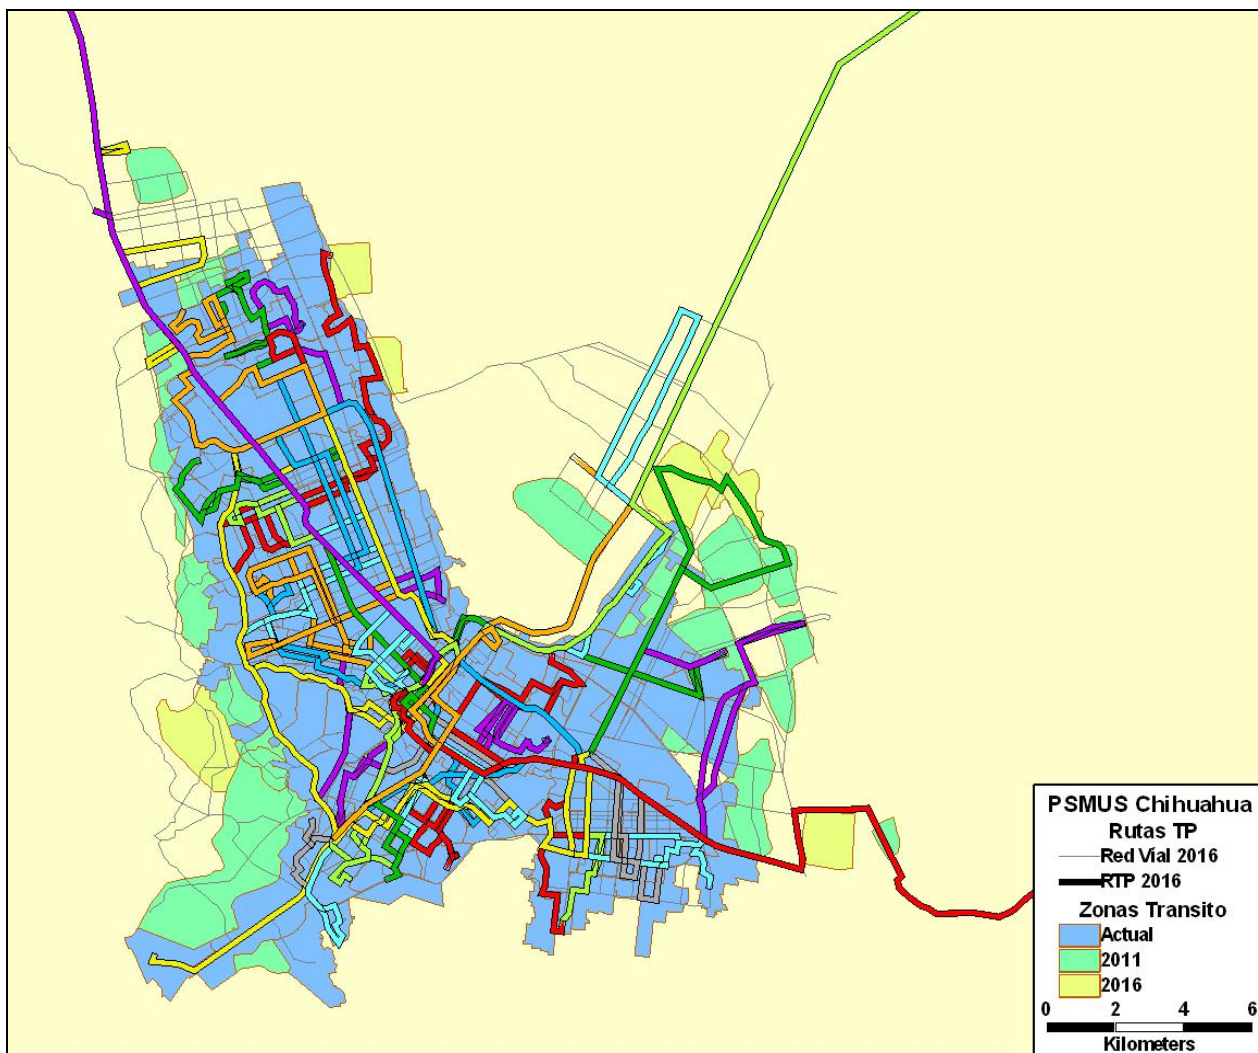 PSMUS Chihuahua
Rutas TP
Red Vial 2016
RTP 2016
Zonas Transito
Actual
2011
2016
0 2 4 6
Kilometers